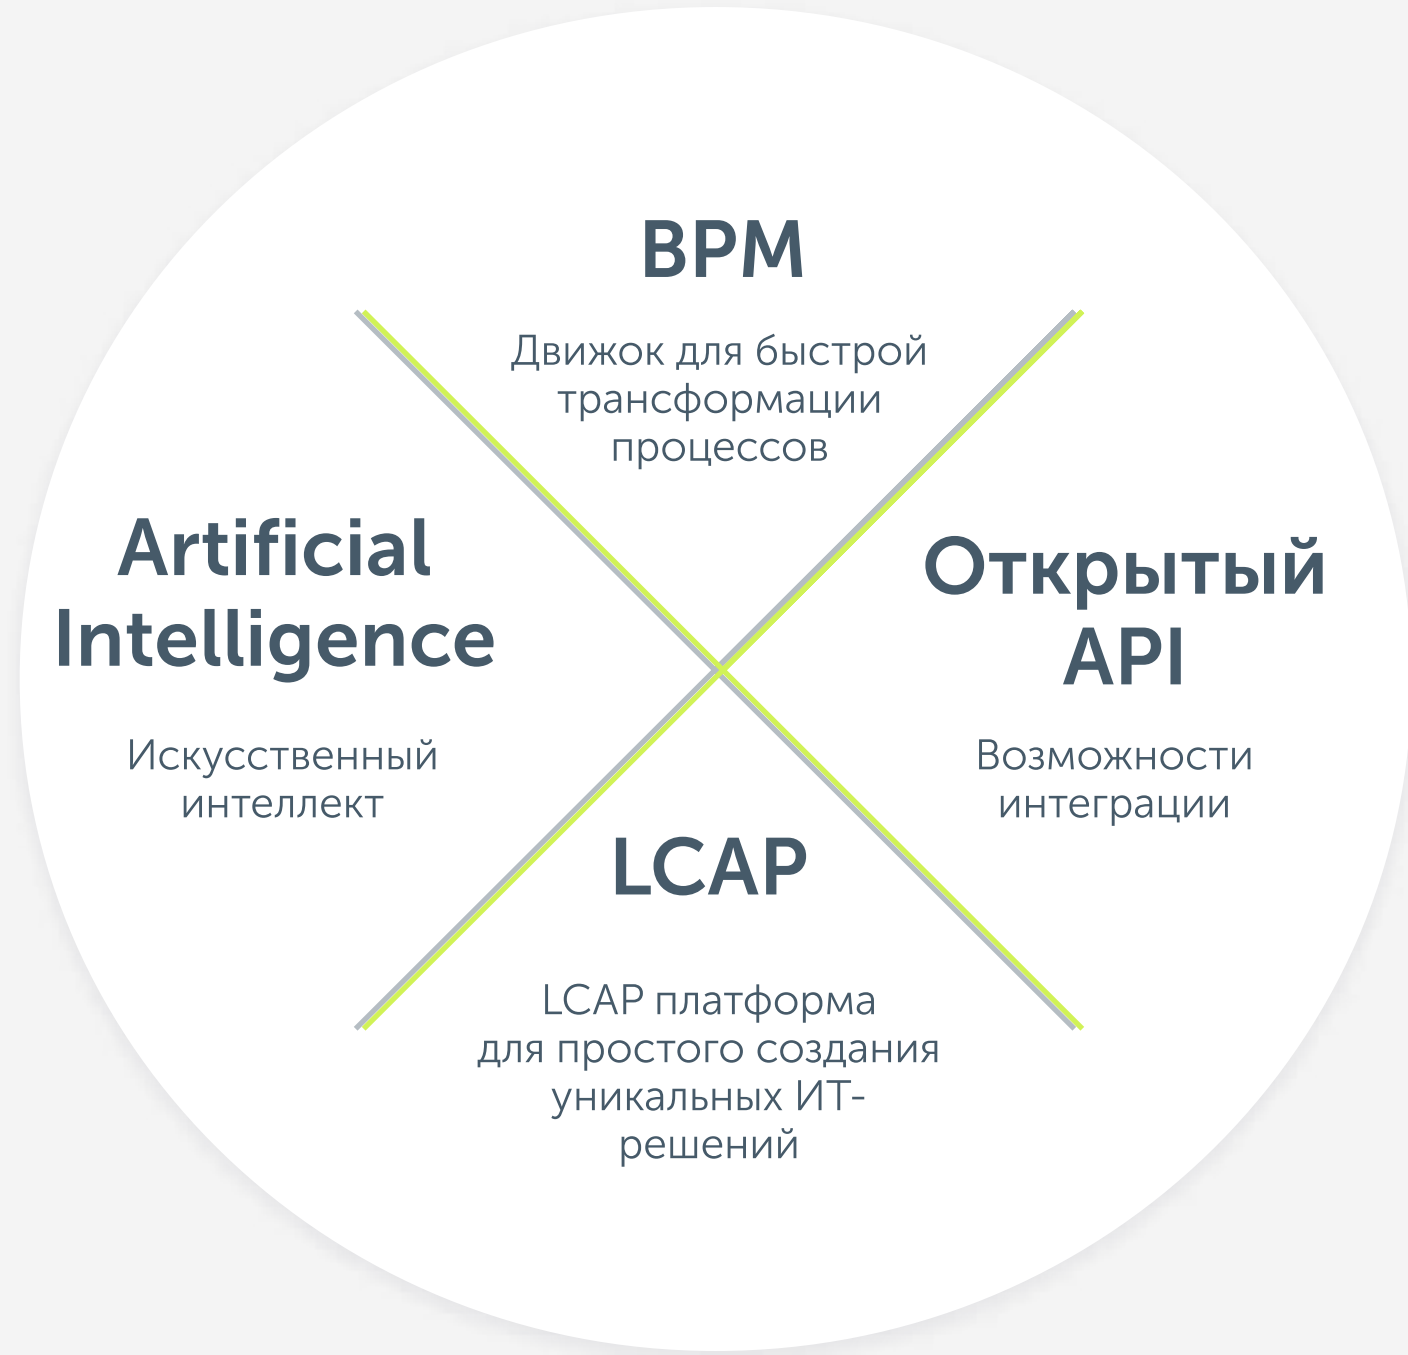 BPM
Движок для быстрой
трансформации
процессов
Artificial
Intelligence
Искусственный
интеллект
Открытый
API
Возможности
интеграции
LCAP
LCAP платформа
для простого создания
уникальных ИТ-
решений